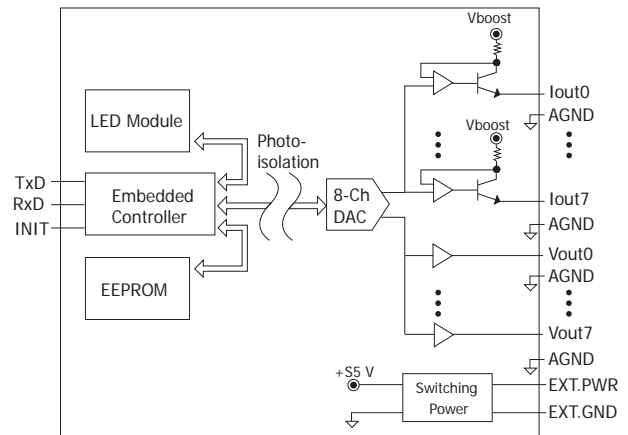 Vboost
Iout0
AGND
LED Module
Photo-
isolation
Vboost
TxD
RxD
INIT
Embedded
Controller
8-Ch
DAC
Iout7
AGND
Vout0
AGND
EEPROM
Vout7
AGND
+S5 V
Switching
Power
EXT.PWR
EXT.GND